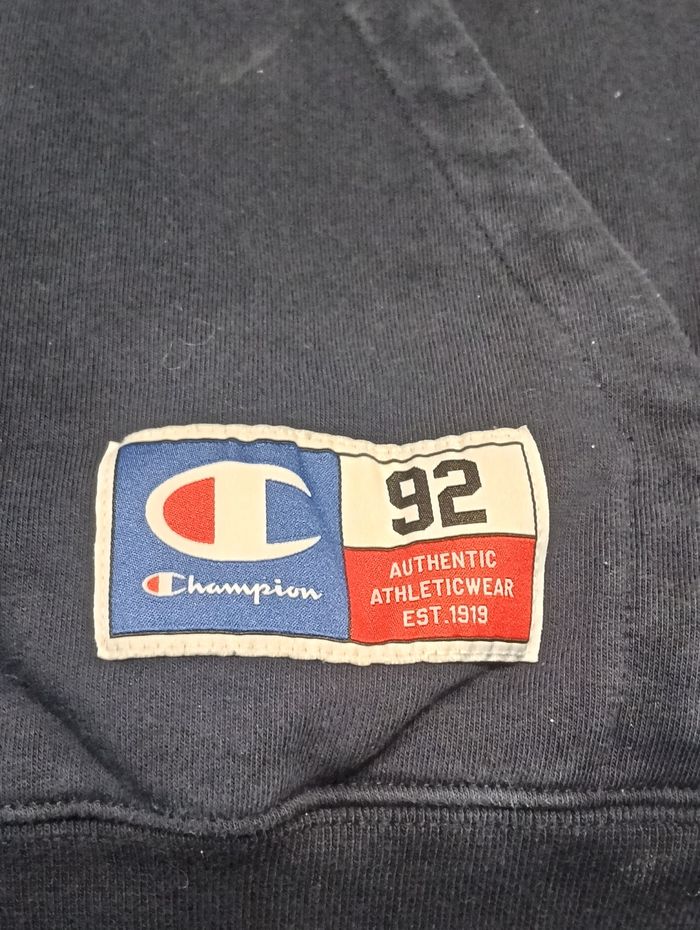 Champion
92
AUTHENTIC
ATHLETICWEAR
EST.1919